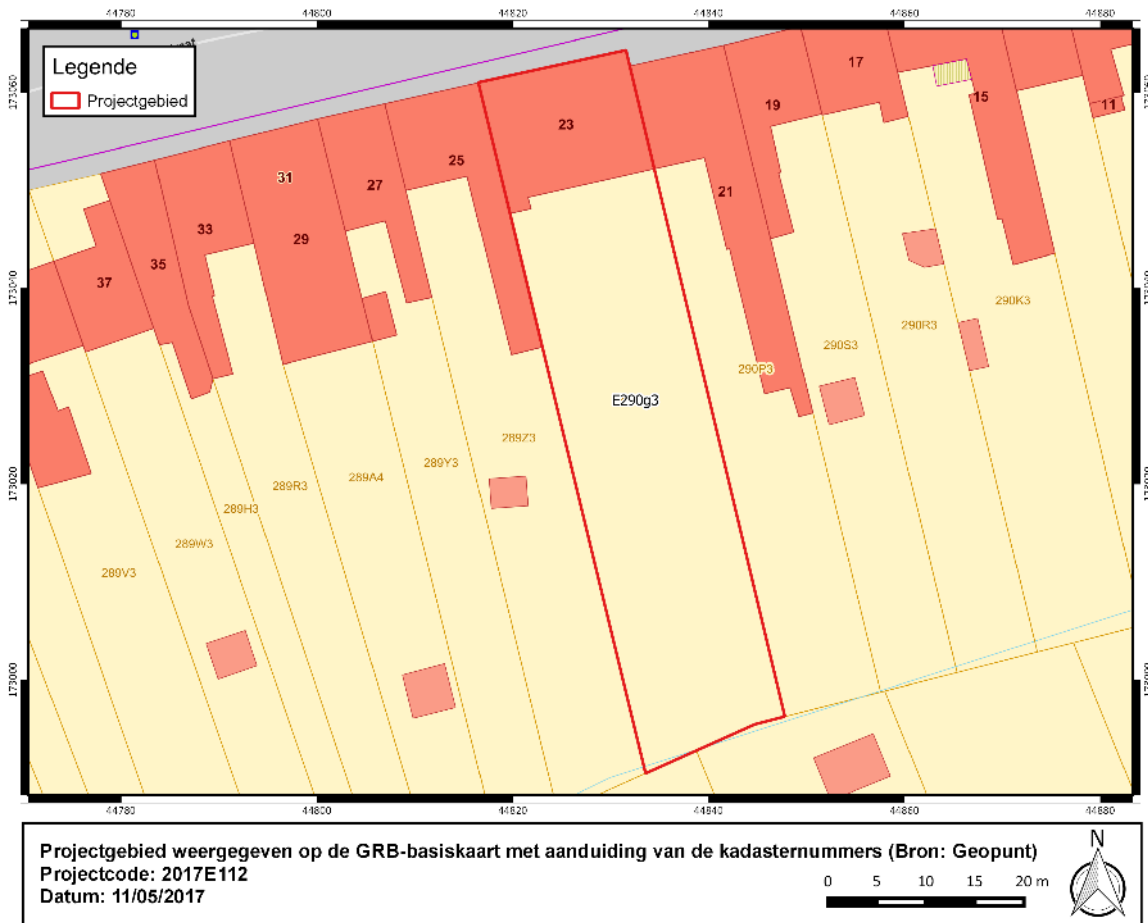 44780 44800 44820 44840 44860 44880
Legende
Projectgebied
173060
17
23
19
15
11
25
31
27
21
33
29
35
37
173040 173040
290K3
290R3
290S3
290P3
E290g3
289Z3
289Y3
289A4
173020 173020
289R3
289H3
289W3
289V3
173000 173000
44780 44800 44820 44840 44860 44880
Projectgebied weergegeven op de GRB-basiskaart met aanduiding van de kadasternummers (Bron: Geopunt)
Projectcode: 2017E112
Datum: 11/05/2017
0 5 10 15 20 m
N